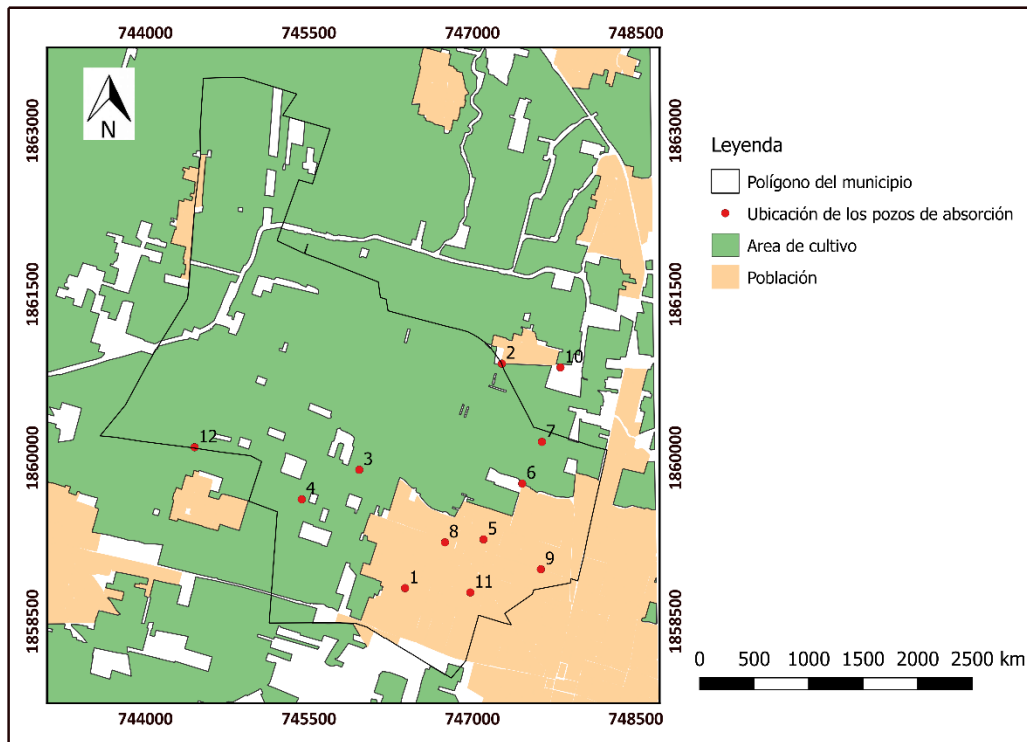 744000 745500 747000 748500
1863000 1863000
N
Leyenda
Polígono del municipio
Ubicación de los pozos de absorción
Area de cultivo
Población
1861500 1861500
2
10
7
12
1860000 1860000
3
6
4
5
8
9
1
11
1858500 1858500
0 500 1000 1500 2000 2500 km
744000 745500 747000 748500